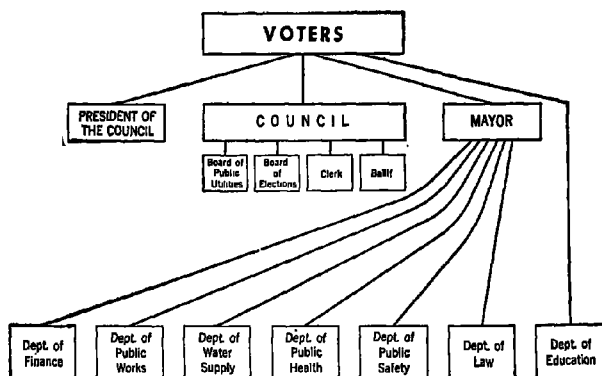 VOTERS
PRESIDENT OF
THE COUNCIL
COUNCIL
MAYOR
Board of
Public
Utilities
Board
of
Elections
Clerk
Bailif
Dept. of
Finance
Dept. of
Public
Works
Dept. of
Water
Supply
Dept. of
Public
Health
Dept. of
Public
Safety
Dept. of
Law
Dept. of
Education